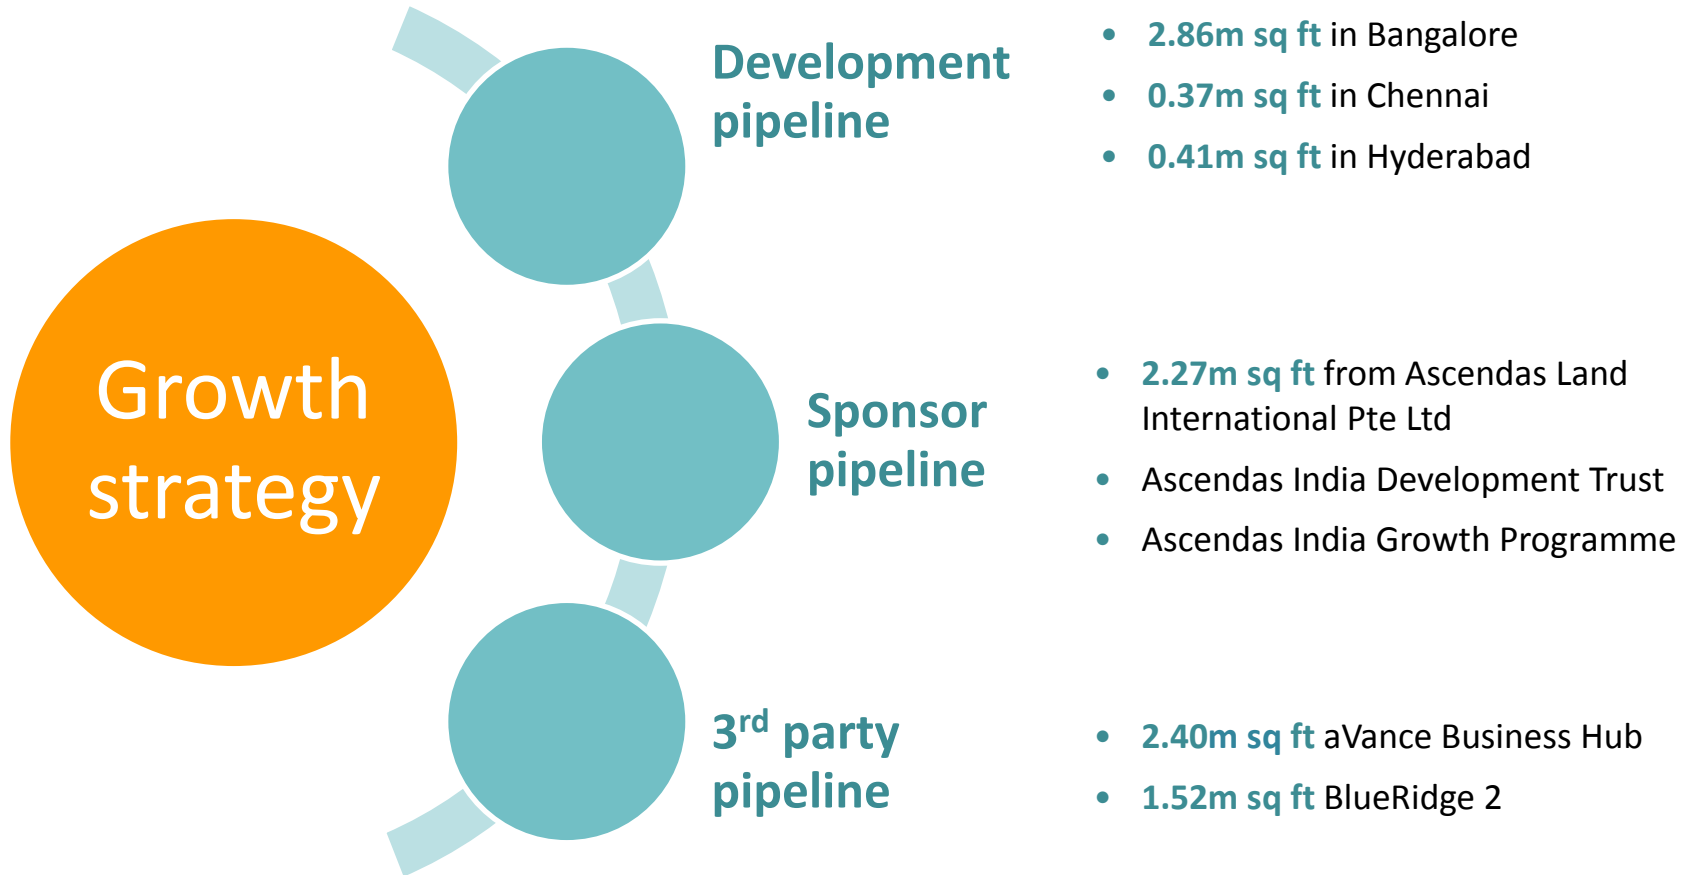 Growth
strategy
Development
pipeline
• 2.86m sq ft in Bangalore
• 0.37m sq ft in Chennai
• 0.41m sq ft in Hyderabad
Sponsor
pipeline
• 2.27m sq ft from Ascendas Land
International Pte Ltd
• Ascendas India Development Trust
• Ascendas India Growth Programme
3rd party
pipeline
• 2.40m sq ft aVance Business Hub
• 1.52m sq ft BlueRidge 2